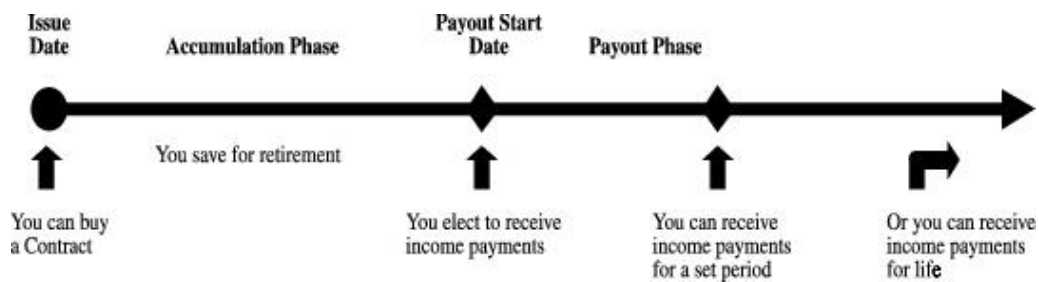 Issue
Date
Accumulation Phase
Payout Start
Date
Payout Phase
You save for retirement
You can buy
a Contract
You elect to receive
income payments
You can receive
income payments
for a set period
Or you can receive
income payments
for life